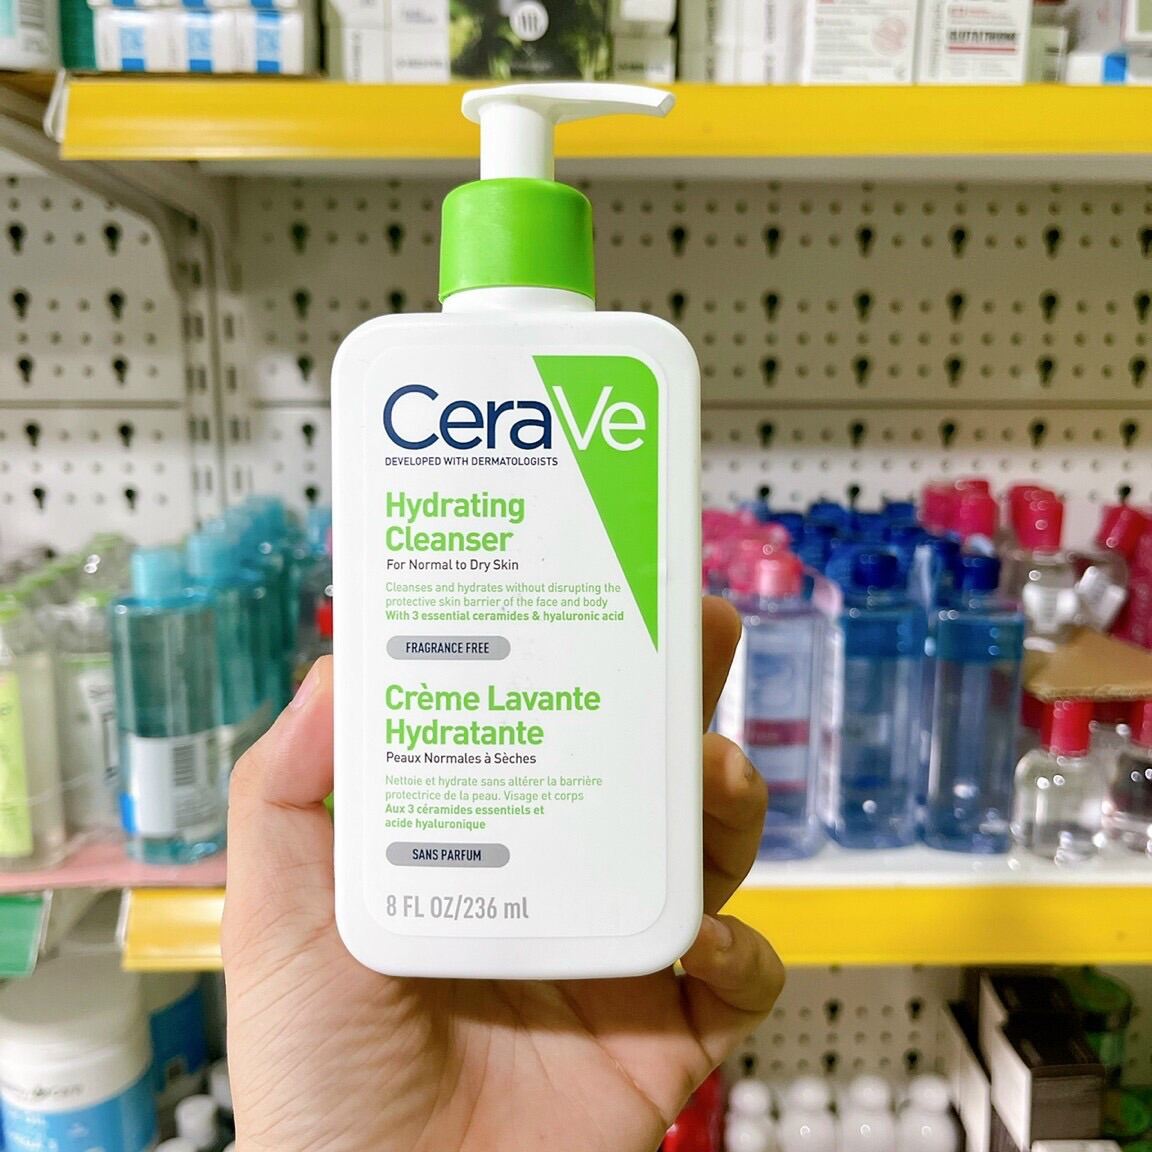 CeraVe
DEVELOPED WITH DERMATOLOGISTS
Hydrating
Cleanser
For Normal to Dry Skin
Cleanses and hydrates without disrupting the
protective skin barrier of the face and body
With 3 essential ceramides & hyaluronic acid
FRAGRANCE FREE
Crème Lavante
Hydratante
Peaux Normales à Sèches
Nettoie et hydrate sans altérer la barrière
protectrice de la peau. Visage et corps
Aux 3 céramides essentiels et
acide hyaluronique
SANS PARFUM
8 FL OZ/236 ml